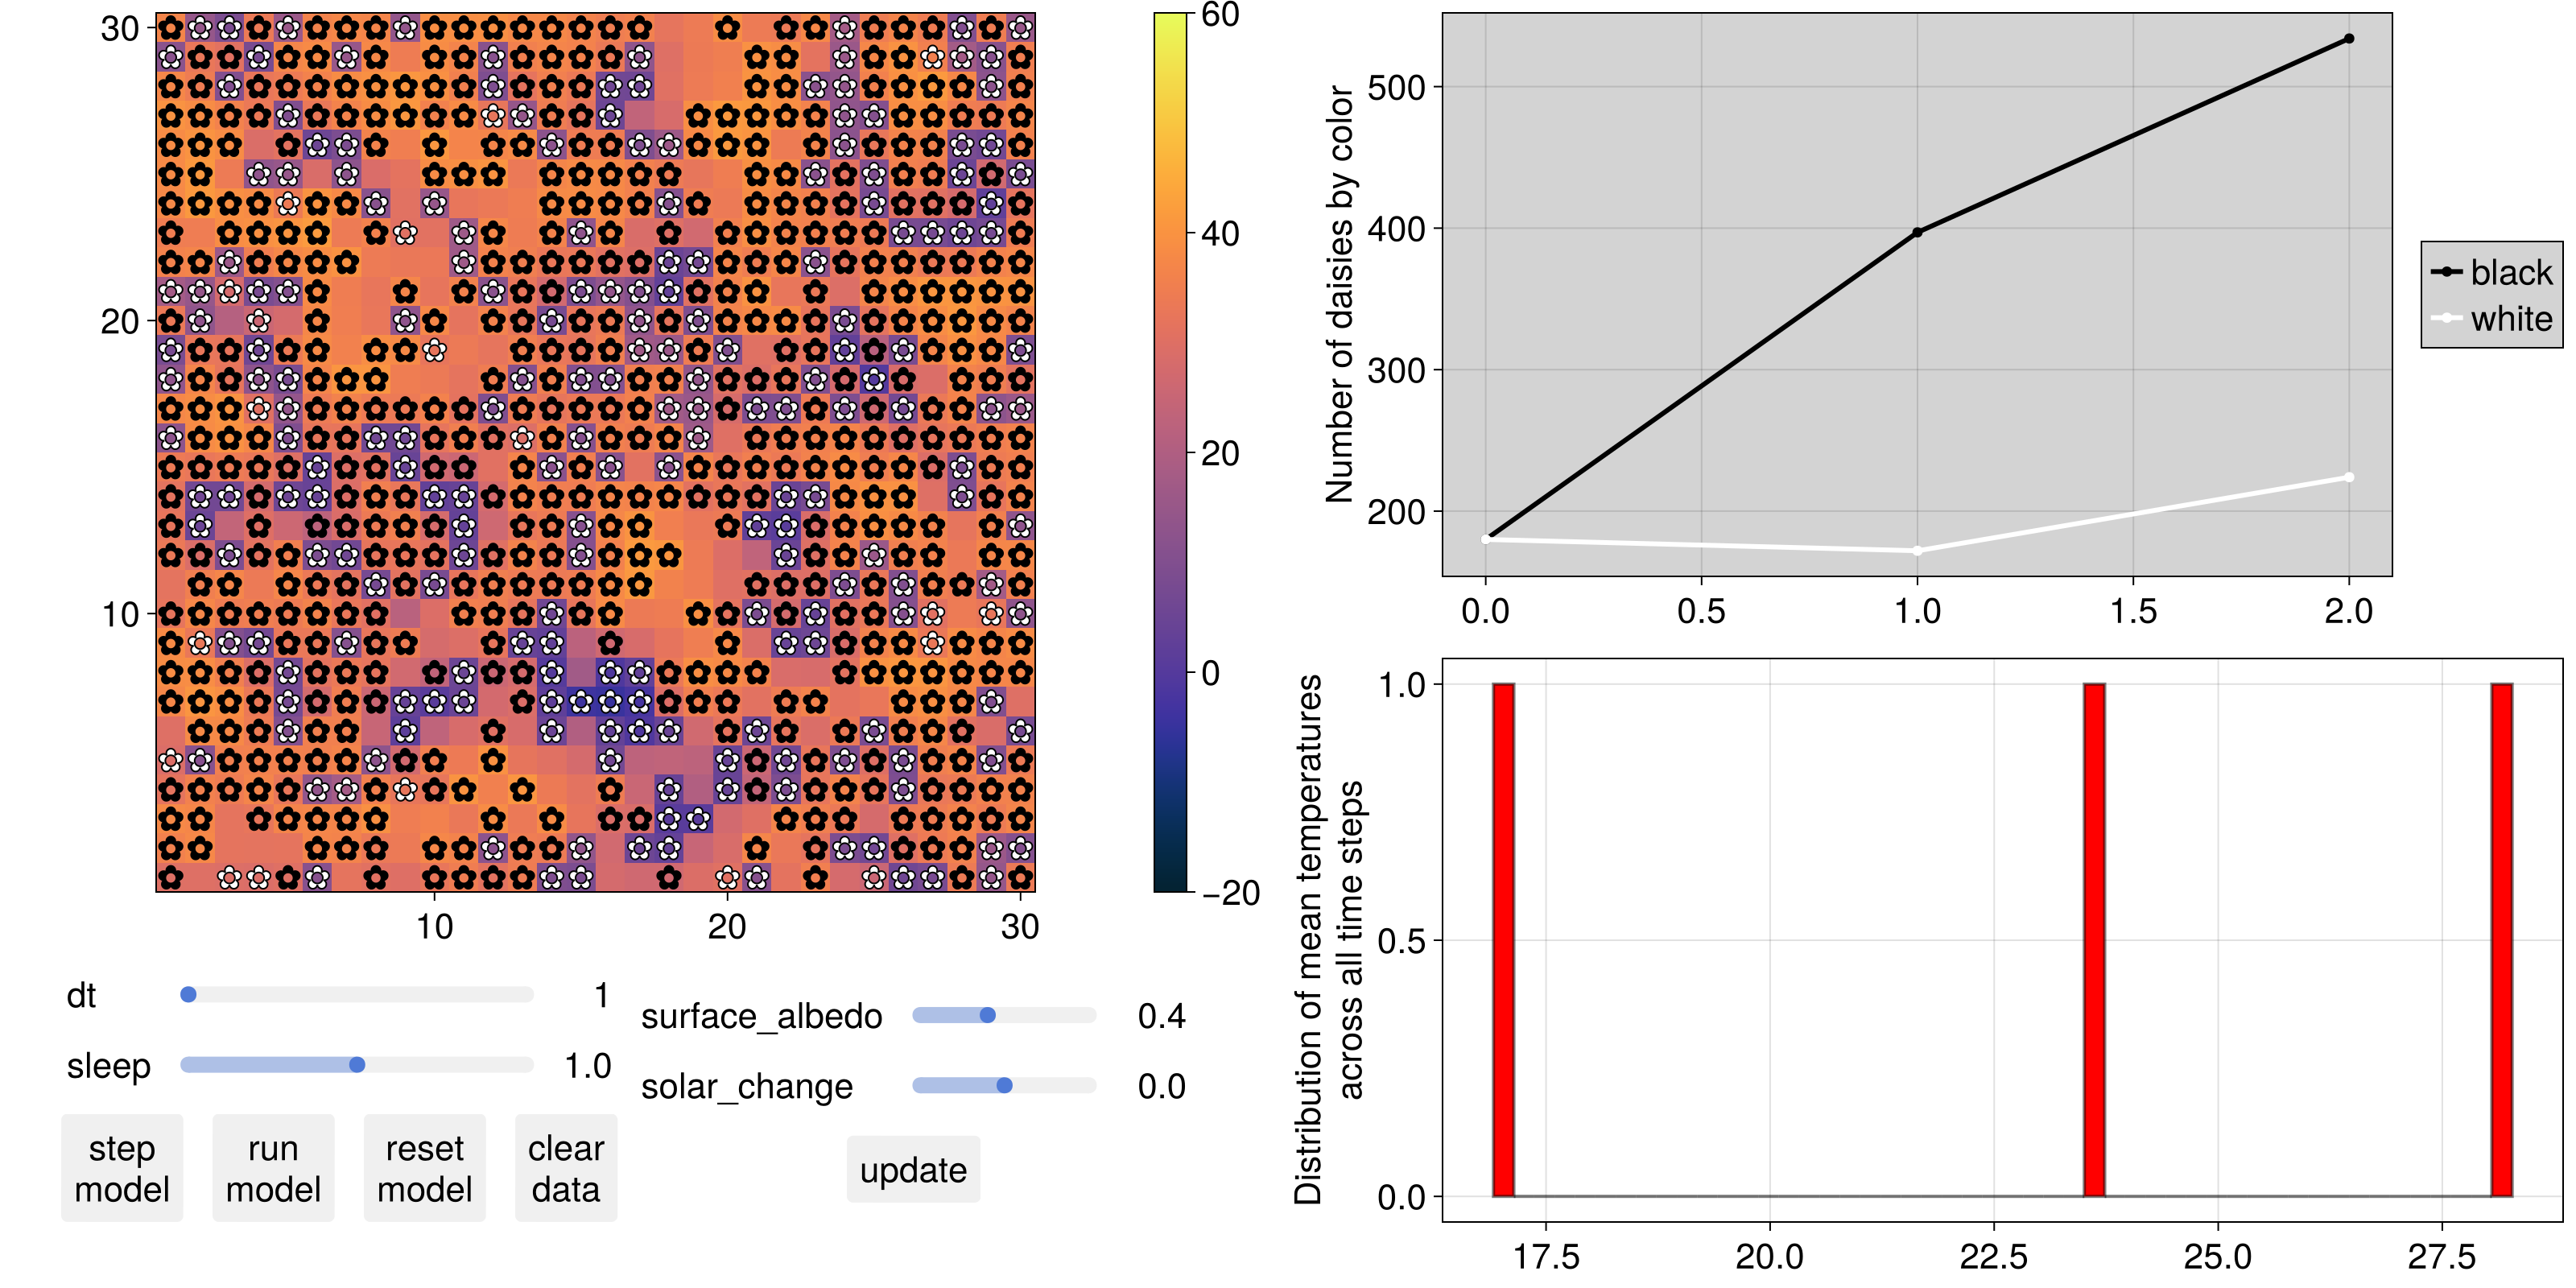 30
20
10
10
20
30
60
40
20
0
−20
dt
1
sleep
1.0
surface_albedo
0.4
solar_change
0.0
step
model
run
model
reset
model
clear
data
update
Number of daisies by color
500
400
300
200
0.0
0.5
1.0
1.5
2.0
black
white
Distribution of mean temperatures
across all time steps
1.0
0.5
0.0
17.5
20.0
22.5
25.0
27.5